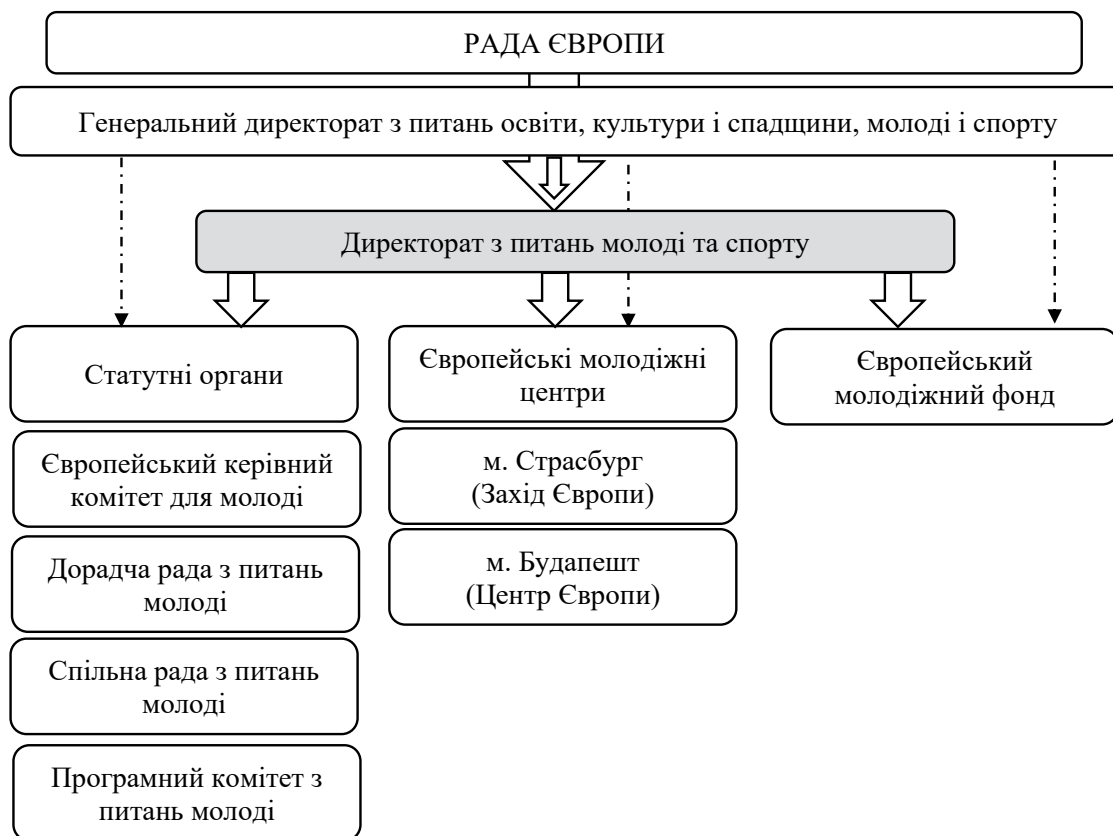 РАДА ЄВРОПИ
Генеральний директорат з питань освіти, культури і спадщини, молоді і спорту
Директорат з питань молоді та спорту
Статутні органи
Європейський керівний
комітет для молоді
Дорадча рада з питань
молоді
Спільна рада з питань
молоді
Програмний комітет з
питань молоді
Європейські молодіжні
центри
м. Страсбург
(Захід Європи)
м. Будапешт
(Центр Європи)
Європейський
молодіжний фонд